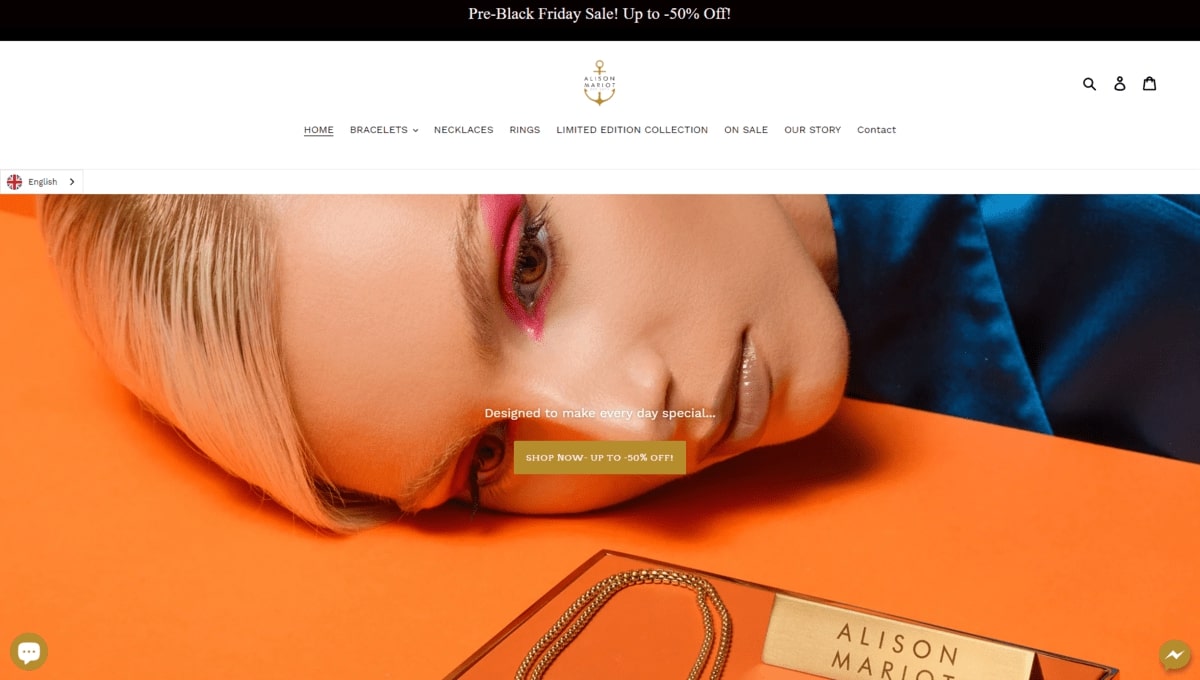 Pre-Black Friday Sale! Up to -50% Off!
ALISON
MARIOT
HOME BRACELETS NECKLACES RINGS LIMITED EDITION COLLECTION ON SALE OUR STORY Contact
English
Designed to make every day special...
SHOP NOW- UP TO -50% OFF!
ALISON
MARIOT